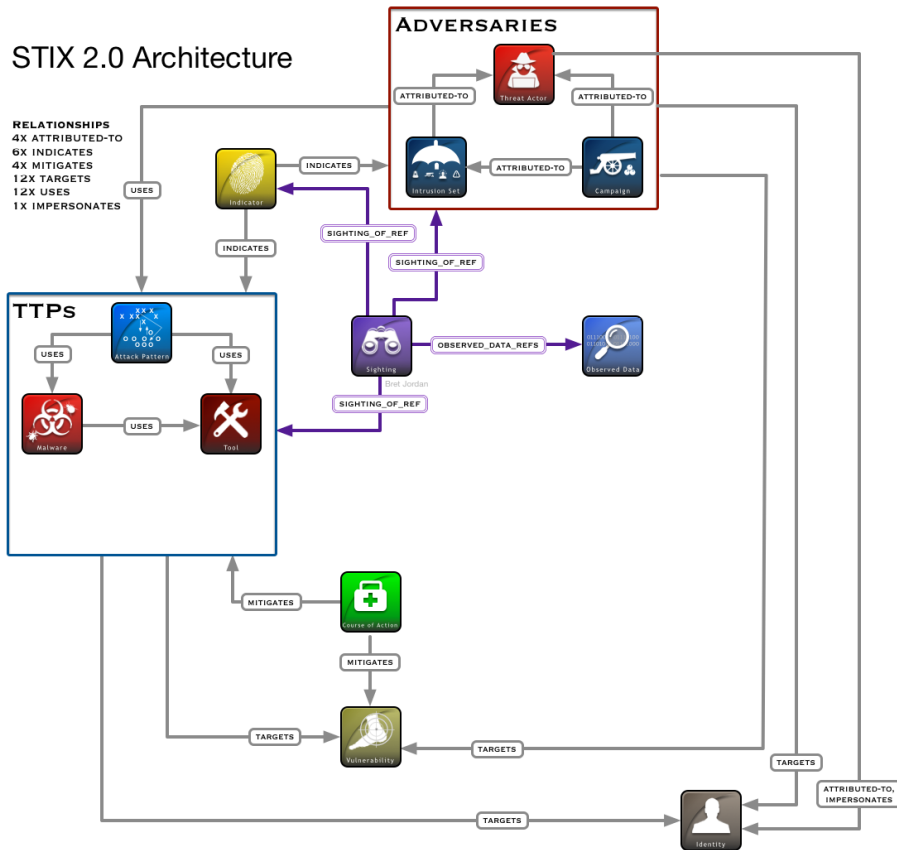 ADVERSARIES
STIX 2.0 Architecture
Threat Actor
ATTRIBUTED-TO
ATTRIBUTED-TO
RELATIONSHIPS
4X ATTRIBUTED-TO
6X INDICATES
4X MITIGATES
12X TARGETS
12X USES
1X IMPERSONATES
USES
Indicator
INDICATES
Intrusion Set
ATTRIBUTED-TO
Campaign
SIGHTING_OF_REF
INDICATES
SIGHTING_OF_REF
TTPs
XX X X
X X X
X
Attack Pattern
USES
USES
Sighting
OBSERVED_DATA_REFS
Observed Data
Bret Jordan
SIGHTING_OF_REF
Malware
USES
Tool
MITIGATES
Course of Action
MITIGATES
TARGETS
Vulnerability
TARGETS
TARGETS
ATTRIBUTED-TO,
IMPERSONATES
TARGETS
Identity